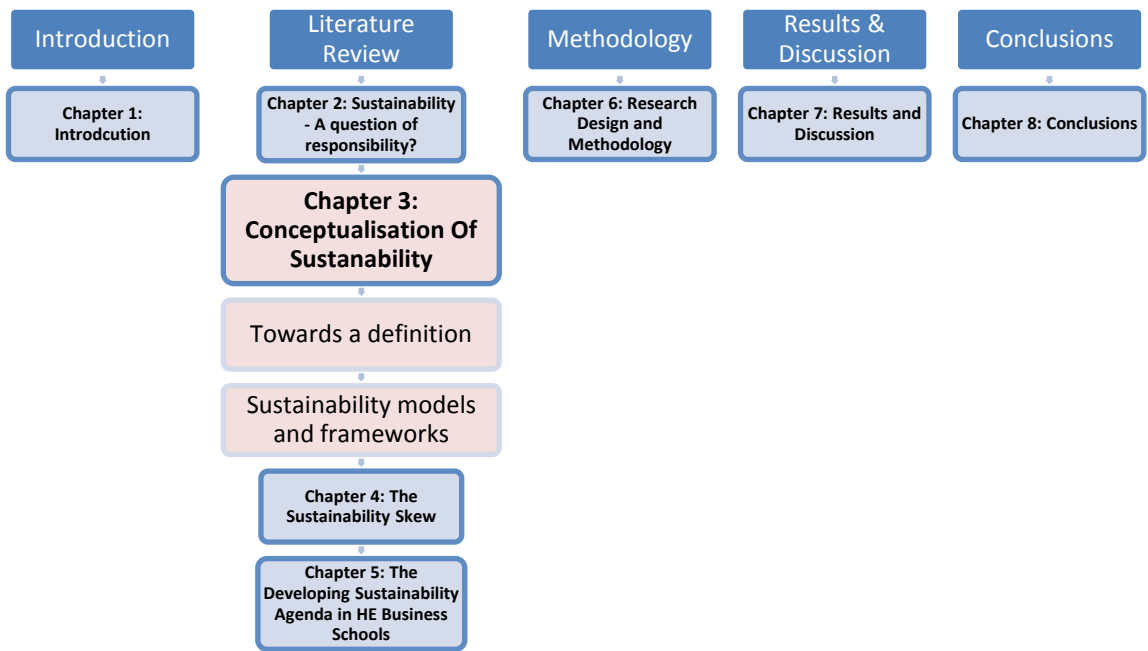 Introduction
Chapter 1:
Introdcution
Literature
Review
Chapter 2: Sustainability
- A question of
responsibility?
Chapter 3:
Conceptualisation Of
Sustanability
Towards a definition
Sustainability models
and frameworks
Chapter 4: The
Sustainability Skew
Chapter 5: The
Developing Sustainability
Agenda in HE Business
Schools
Methodology
Chapter 6: Research
Design and
Methodology
Results &
Discussion
Chapter 7: Results and
Discussion
Conclusions
Chapter 8: Conclusions